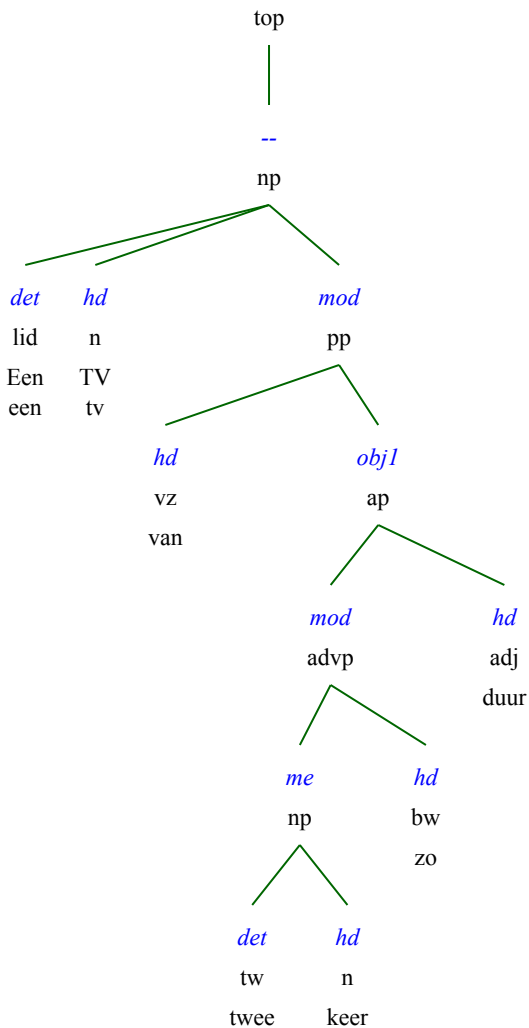 top
--
np
det hd mod
lid n pp
Een TV
een tv
hd obj1
vz ap
van
mod hd
advp adj
duur
me hd
np bw
zo
det hd
tw n
twee keer